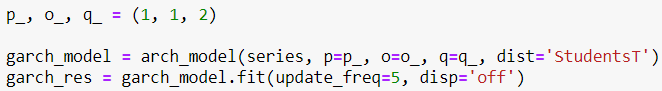 p_, o_, q_ = (1, 1, 2)
garch_model = arch_model(series, p=p_, o=o_, q=q_, dist='StudentsT')
garch_res = garch_model.fit(update_freq=5, disp='off')